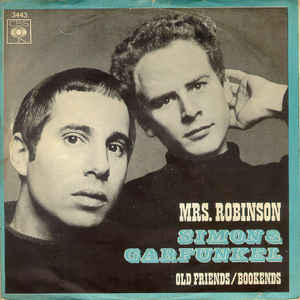 3443
CBS
MRS. ROBINSON
SIMON &
GARFUNKEL
OLD FRIENDS/BOOKENDS